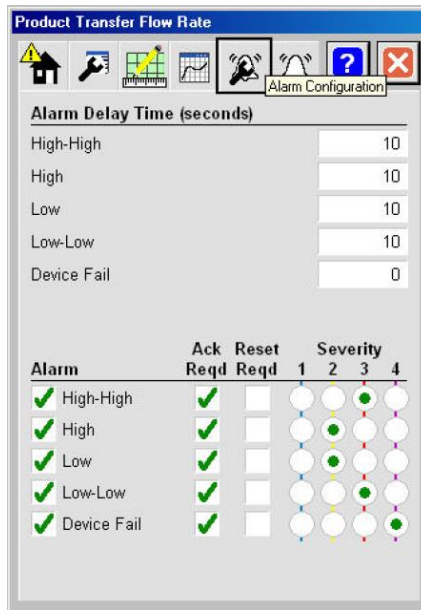 Product Transfer Flow Rate
?
Alarm Configuration
Alarm Delay Time (seconds)
High-High 10
High 10
Low 10
Low-Low 10
Device Fail 0
Ack Reset Severity
Alarm Reqd Reqd 1 2 3 4
High-High
High
Low
Low-Low
Device Fail